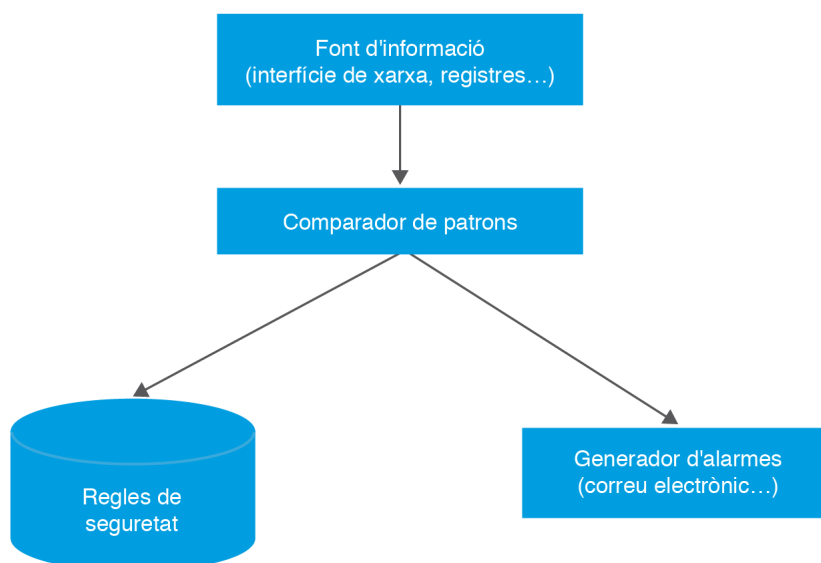 Font d'informació
(interfície de xarxa, registres…)
Comparador de patrons
Regles de
seguretat
Generador d'alarmes
(correu electrònic…)